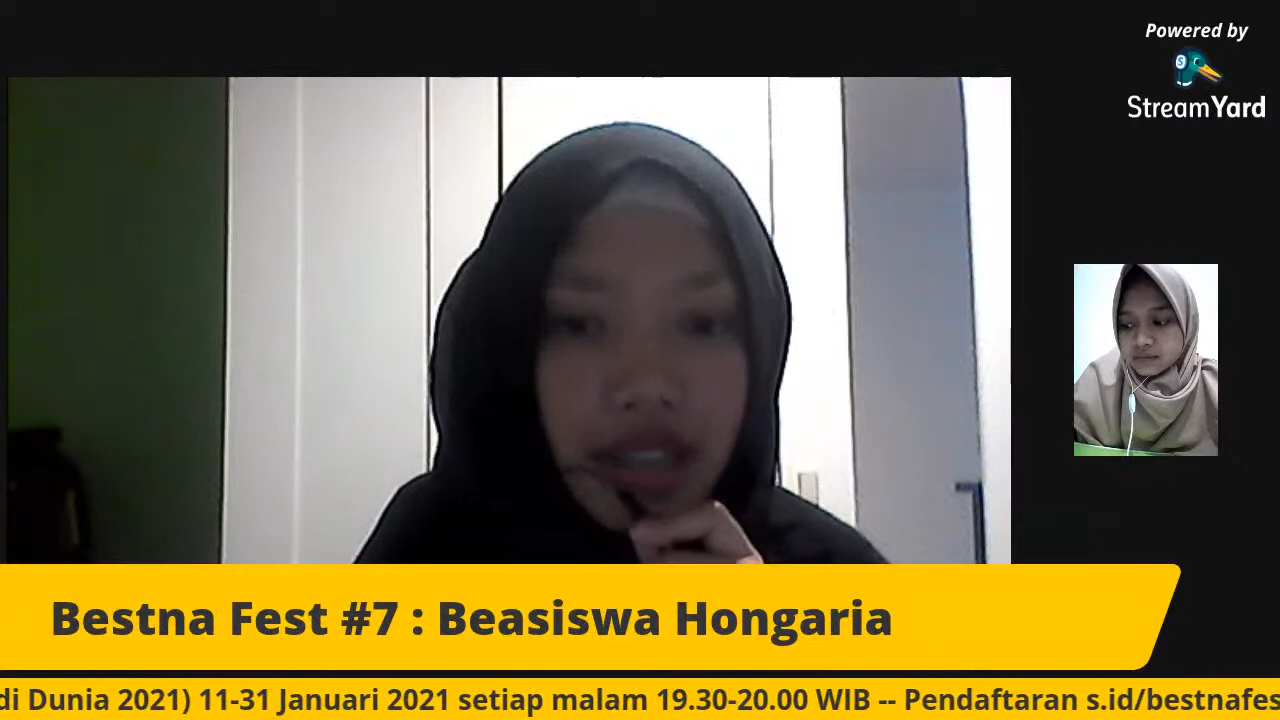 Powered by
StreamYard
Bestna Fest #7 : Beasiswa Hongaria
di Dunia 2021) 11-31 Januari 2021 setiap malam 19.30-20.00 WIB -- Pendaftaran s.id/bestnafes